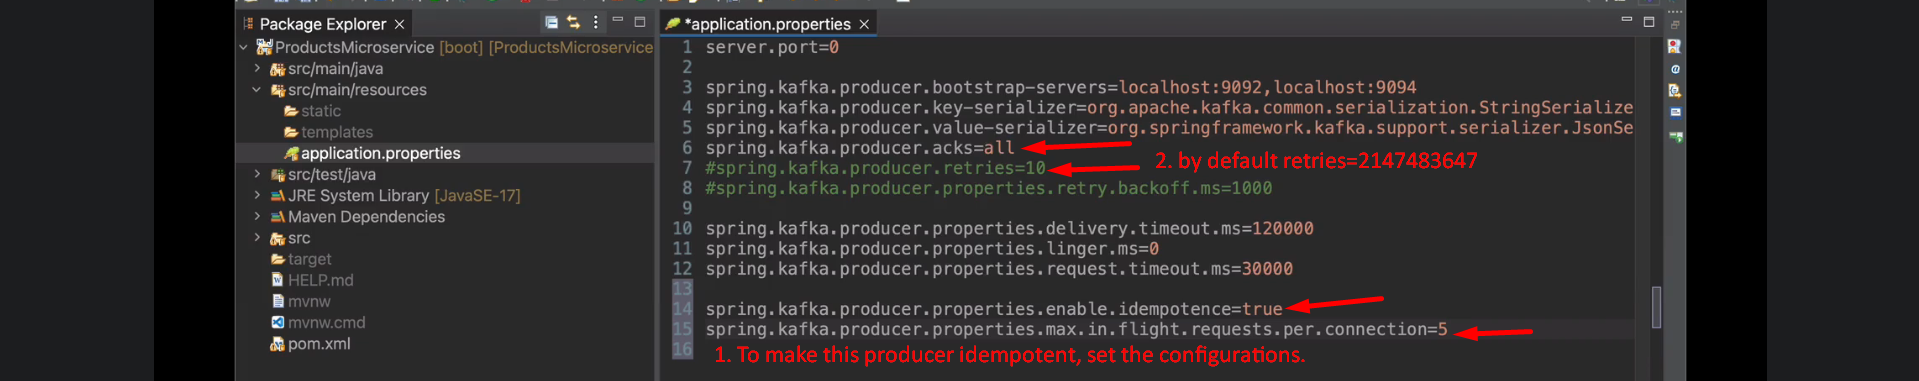 Package Explorer
*application.properties
ProductsMicroservice [boot] [ProductsMicroservice
src/main/java
src/main/resources
static
templates
application.properties
src/test/java
JRE System Library [JavaSE-17]
Maven Dependencies
src
target
HELP.md
mvnw
mvnw.cmd
pom.xml
1 server.port=0
2
3 spring.kafka.producer.bootstrap-servers=localhost:9092,localhost:9094
4 spring.kafka.producer.key-serializer=org.apache.kafka.common.serialization.StringSerialize
5 spring.kafka.producer.value-serializer=org.springframework.kafka.support.serializer.JsonSe
6 spring.kafka.producer.acks=all
7 #spring.kafka.producer.retries=10
2. by default retries=2147483647
8 #spring.kafka.producer.properties.retry.backoff.ms=1000
9
10 spring.kafka.producer.properties.delivery.timeout.ms=120000
11 spring.kafka.producer.properties.linger.ms=0
12 spring.kafka.producer.properties.request.timeout.ms=30000
13
14 spring.kafka.producer.properties.enable.idempotence=true
15 spring.kafka.producer.properties.max.in.flight.requests.per.connection=5
16
1. To make this producer idempotent, set the configurations.